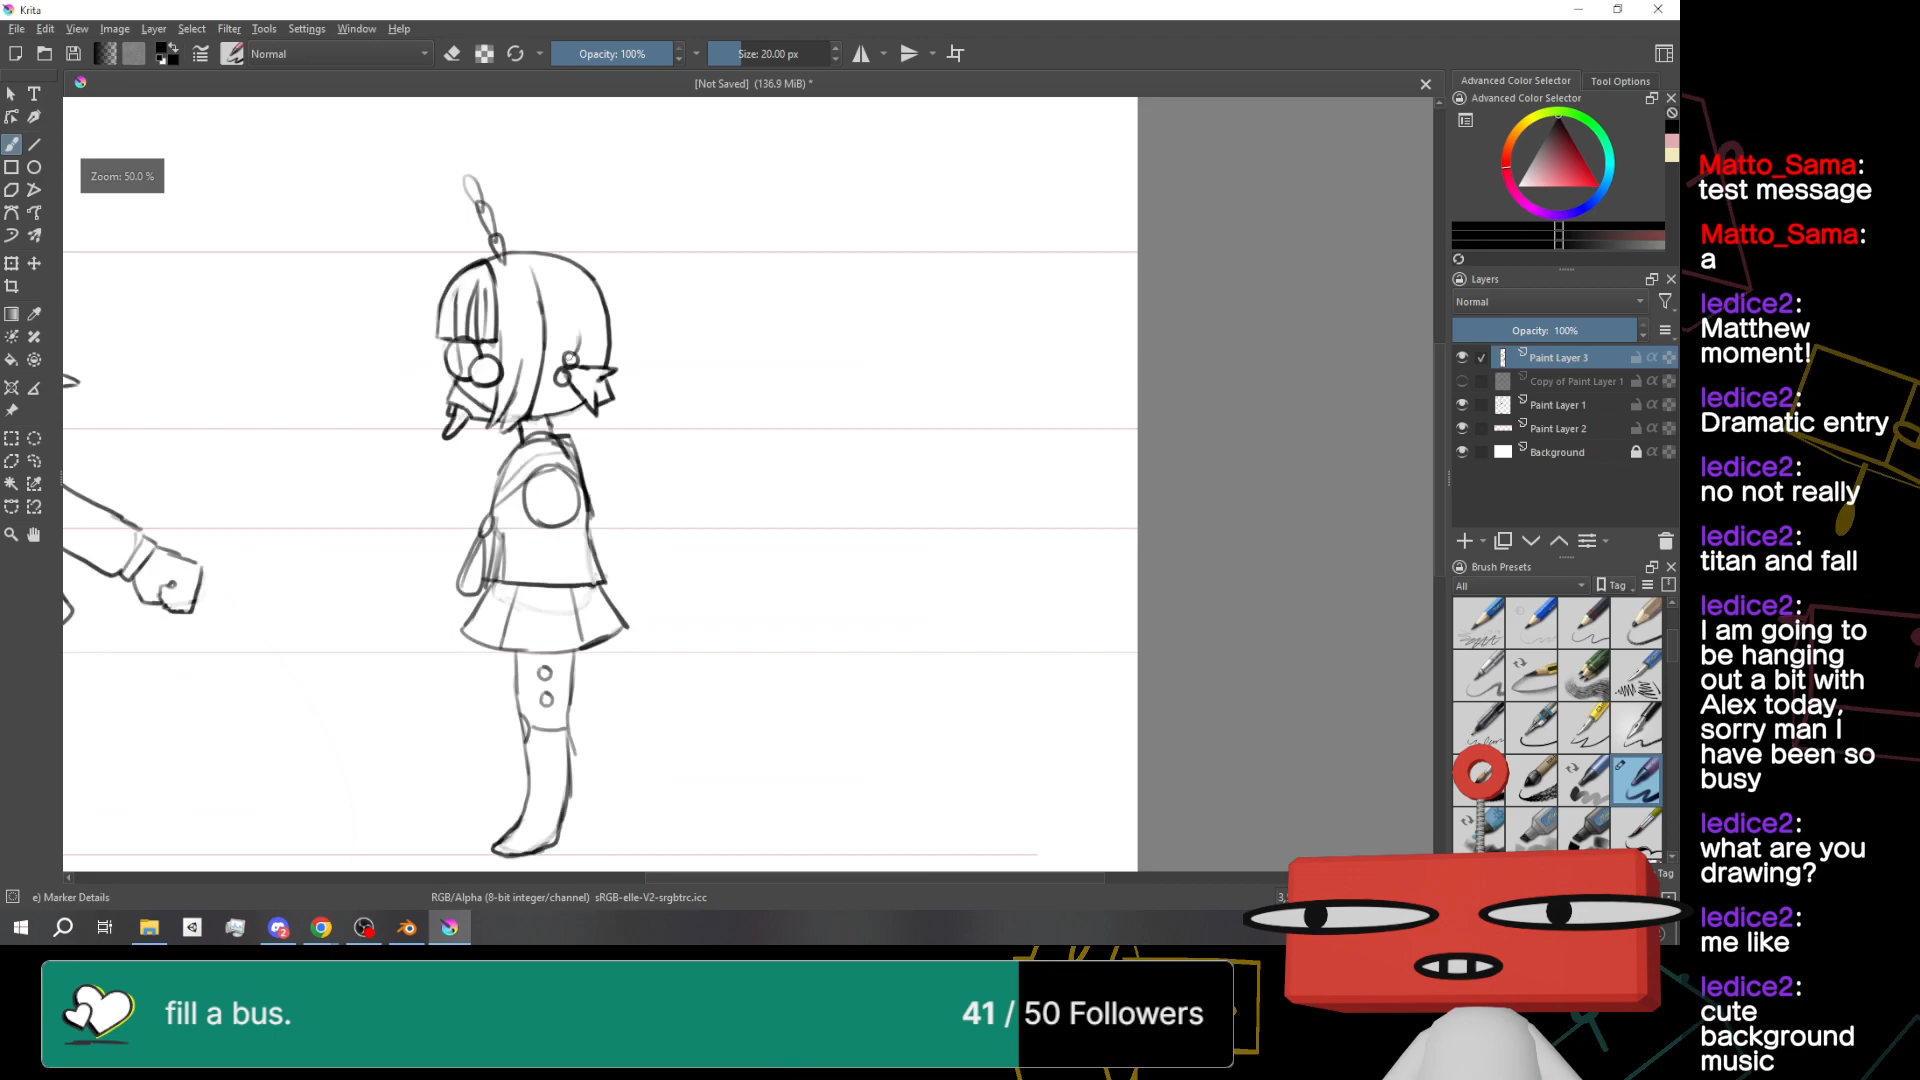 Krita
File Edit View Image Layer Select Filter Tools Settings Window Help
Normal
Opacity: 100%
Size: 20.00 px
[Not Saved] (136.9 MiB) *
Zoom: 50.0 %
Advanced Color Selector
Tool Options
Advanced Color Selector
Layers
Normal
Opacity: 100%
Paint Layer 3
Copy of Paint Layer 1
Paint Layer 1
Paint Layer 2
Background
Brush Presets
All
Tag
Tag
e) Marker Details
RGB/Alpha (8-bit integer/channel) sRGB-elle-V2-srgbtrc.icc
fill a bus.
41 / 50 Followers
Matto_Sama:
test message
Matto_Sama:
a
ledice2:
Matthew
moment!
ledice2:
Dramatic entry
ledice2:
no not really
ledice2:
titan and fall
ledice2:
I am going to
be hanging
out a bit with
Alex today,
sorry man I
have been so
busy
ledice2:
what are you
drawing?
ledice2:
me like
ledice2:
cute
background
music